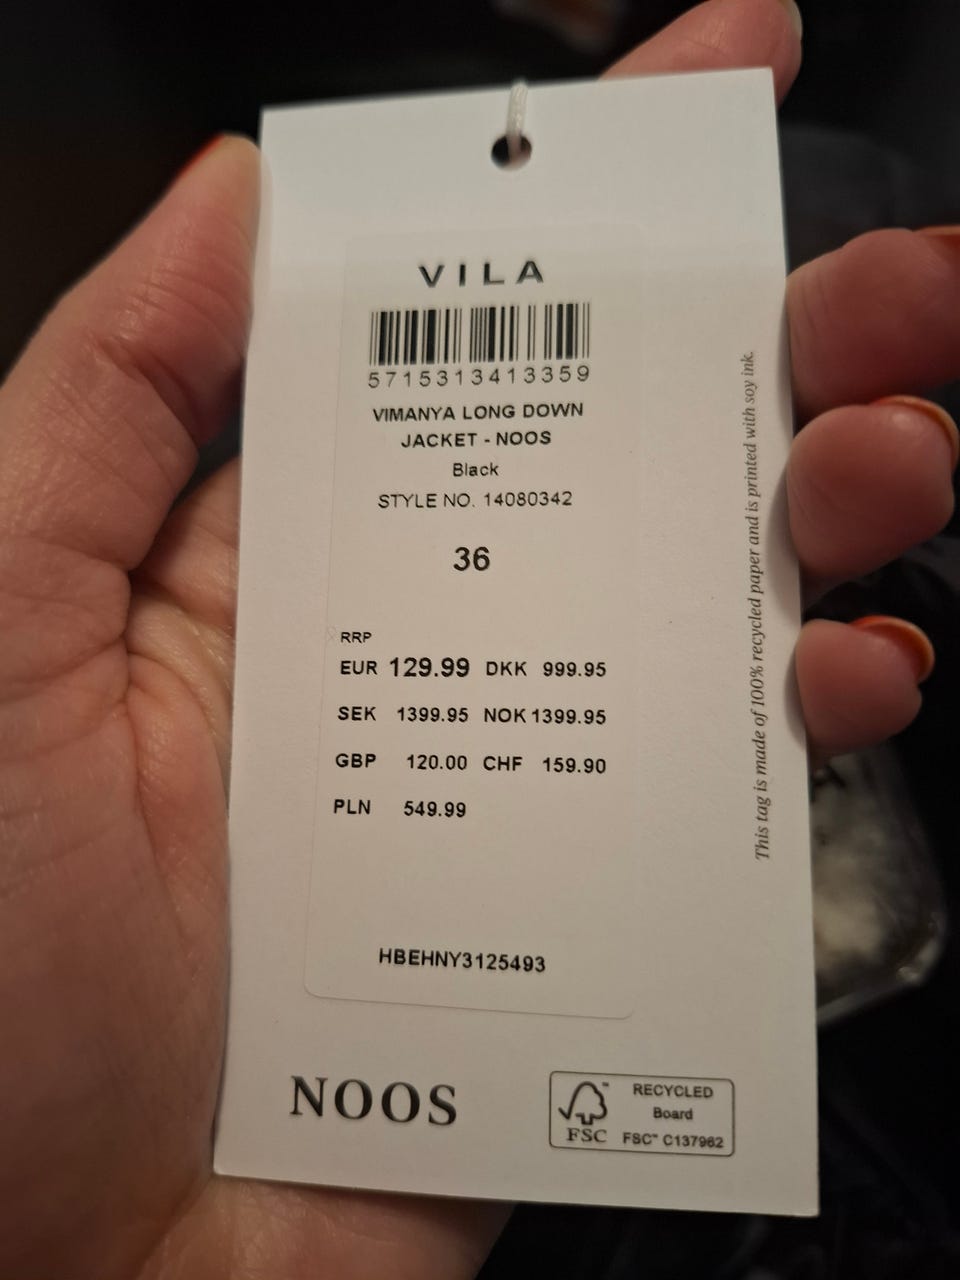 VILA
5715313413359
VIMANYA LONG DOWN
JACKET - NOOS
Black
STYLE NO. 14080342
36
RRP
EUR 129.99 DKK 999.95
SEK 1399.95 NOK 1399.95
GBP 120.00 CHF 159.90
PLN 549.99
HBEHNY3125493
NOOS
RECYCLED
Board
FSC™ C137962
FSC
This tag is made of 100% recycled paper and is printed with soy ink.